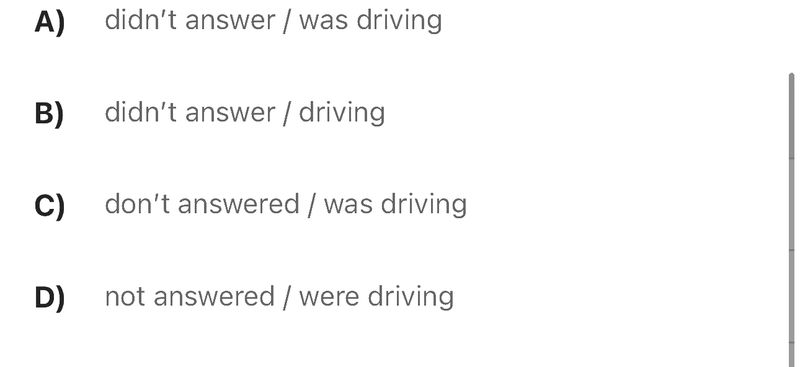 A) didn't answer / was driving
B) didn't answer / driving
C) don't answered / was driving
D) not answered / were driving